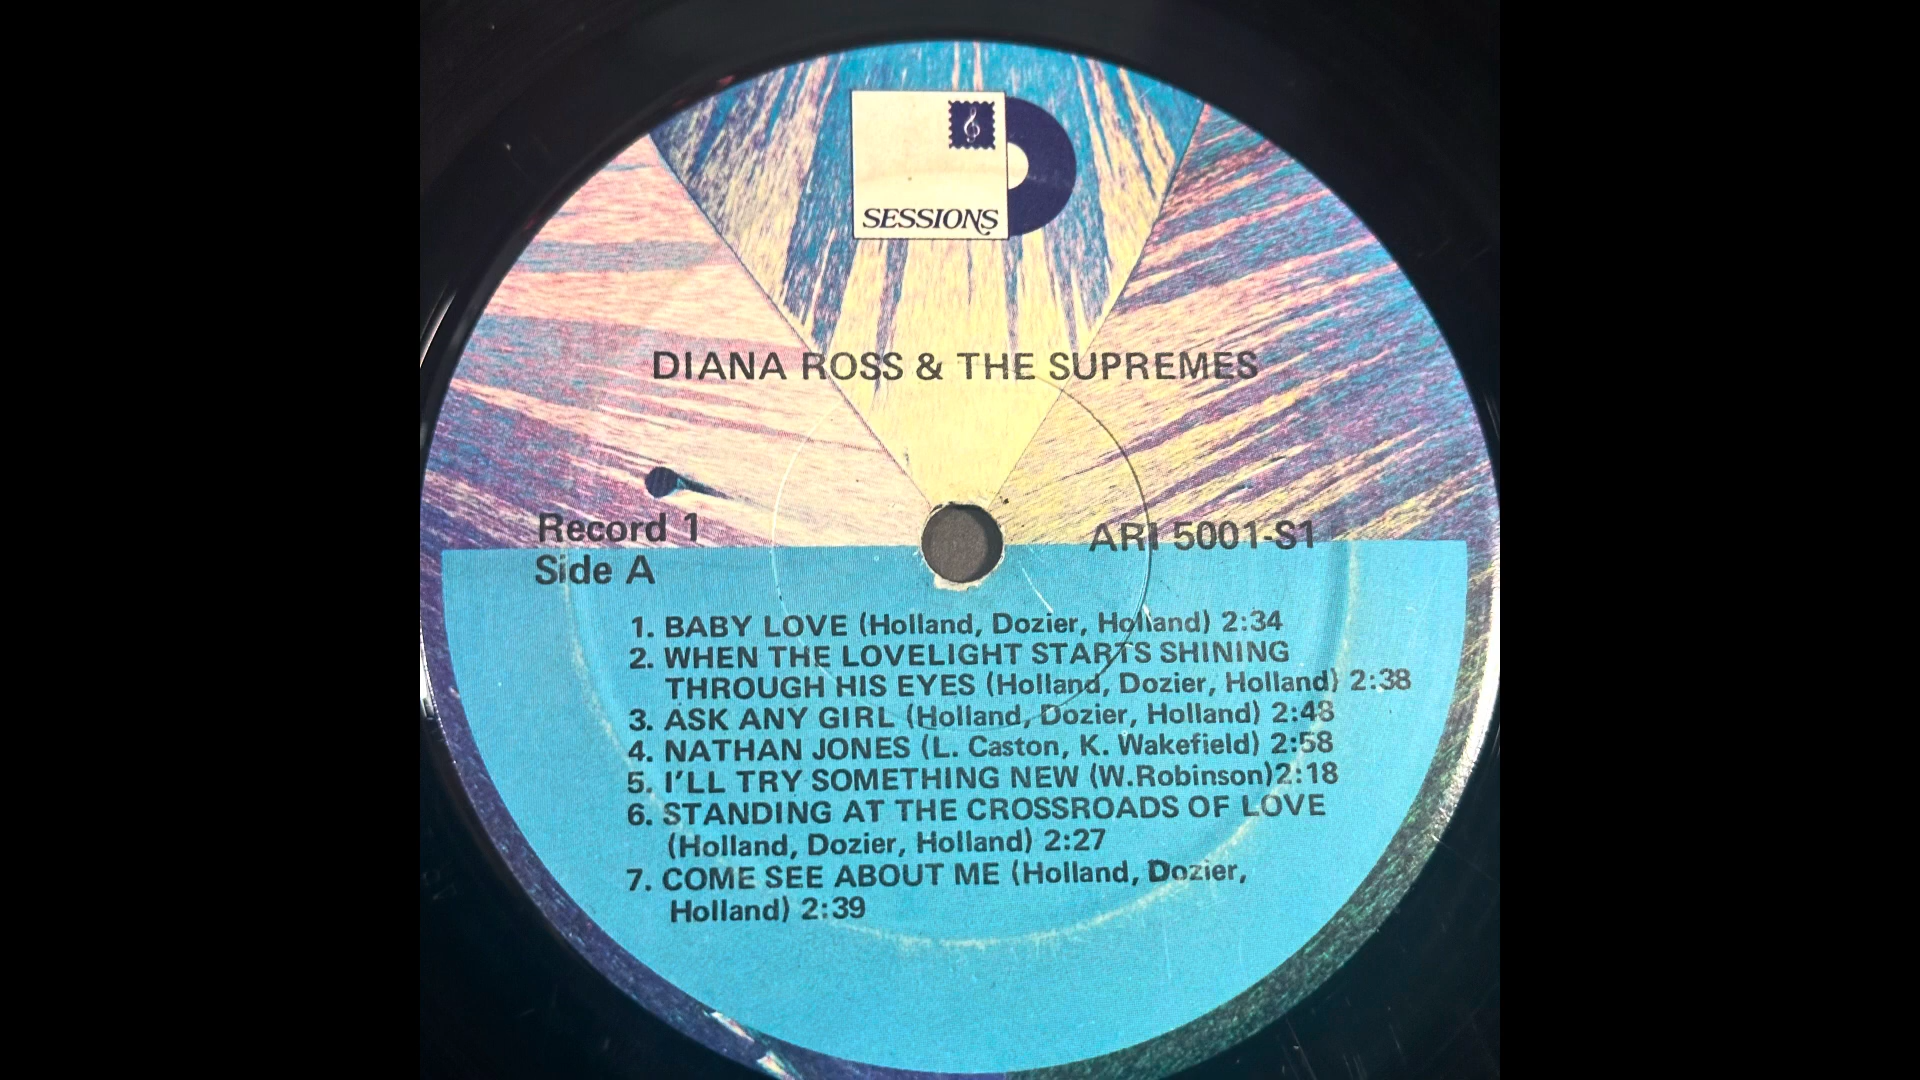 SESSIONS
DIANA ROSS & THE SUPREMES
Record 1
Side A
ARI 5001-S1
1. BABY LOVE (Holland, Dozier, Holland) 2:34
2. WHEN THE LOVELIGHT STARTS SHINING
THROUGH HIS EYES (Holland, Dozier, Holland) 2:38
3. ASK ANY GIRL (Holland, Dozier, Holland) 2:48
4. NATHAN JONES (L. Caston, K. Wakefield) 2:58
5. I'LL TRY SOMETHING NEW (W.Robinson)2:18
6. STANDING AT THE CROSSROADS OF LOVE
(Holland, Dozier, Holland) 2:27
7. COME SEE ABOUT ME (Holland, Dozier,
Holland) 2:39